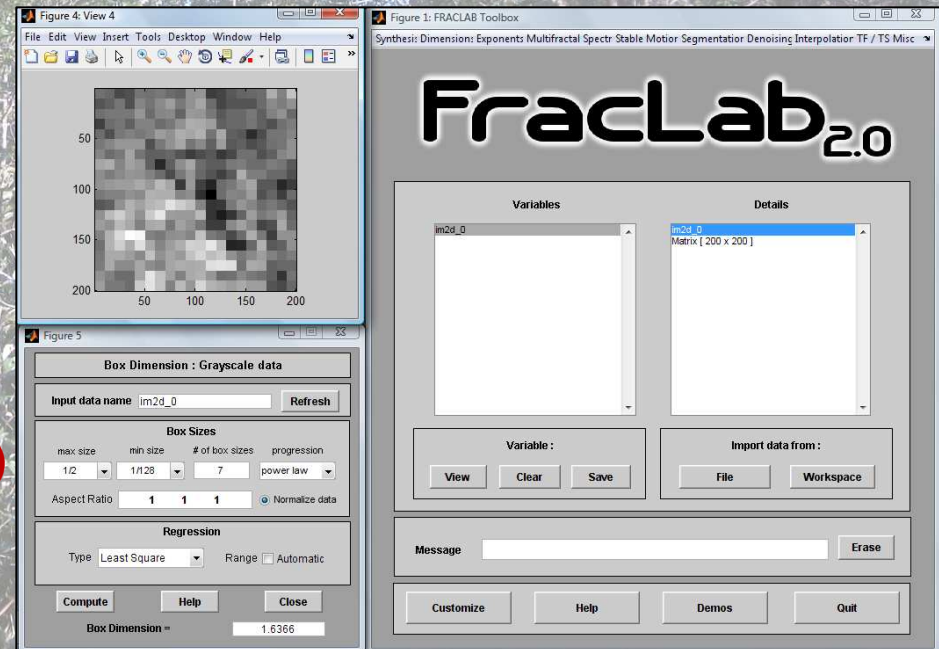 Figure 4: View 4
File Edit View Insert Tools Desktop Window Help
50
100
150
200
50 100 150 200
Figure 5
Box Dimension : Grayscale data
Input data name im2d_0 Refresh
Box Sizes
max size min size # of box sizes progression
1/2 1/128 7 power law
Aspect Ratio 1 1 1 Normalize data
Regression
Type Least Square Range Automatic
Compute Help Close
Box Dimension = 1.6366
Figure 1: FRACLAB Toolbox
Synthesis Dimensions Exponents Multifractal Spectr Stable Motior Segmentation Denoising Interpolation TF / TS Misc
FracLab 2.0
Variables Details
im2d_0 im2d_0
Matrix [ 200 x 200 ]
Variable : Import data from :
View Clear Save File Workspace
Message Erase
Customize Help Demos Quit